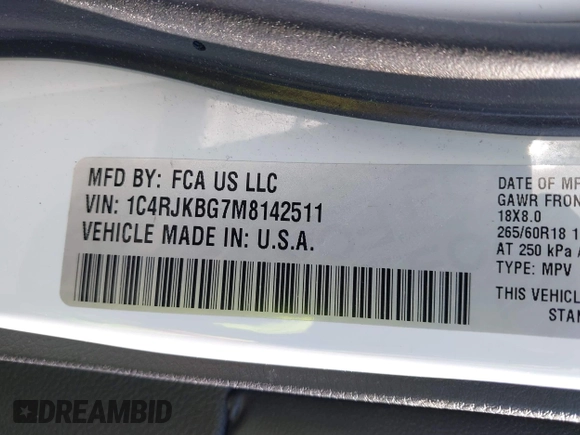 MFD BY: FCA US LLC
VIN: 1C4RJKBG7M8142511
VEHICLE MADE IN: U.S.A.
DATE OF MF
GAWR FRON
18X8.0
265/60R18 1
AT 250 kPa
TYPE: MPV
THIS VEHICL
STAN
DREAMBID